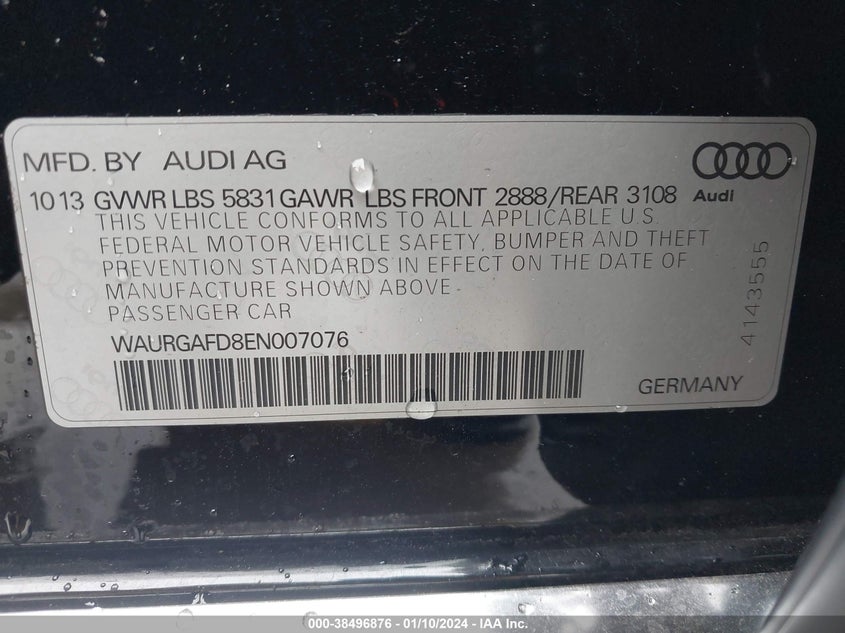 MFD. BY AUDI AG
10 13 GVWR LBS 5831 GAWR LBS FRONT 2888/REAR 3108
Audi
THIS VEHICLE CONFORMS TO ALL APPLICABLE U.S.
FEDERAL MOTOR VEHICLE SAFETY, BUMPER AND THEFT
PREVENTION STANDARDS IN EFFECT ON THE DATE OF
MANUFACTURE SHOWN ABOVE.
PASSENGER CAR
4143555
WAURGAFD8EN007076
GERMANY
000-38496876 - 01/10/2024 - IAA Inc.